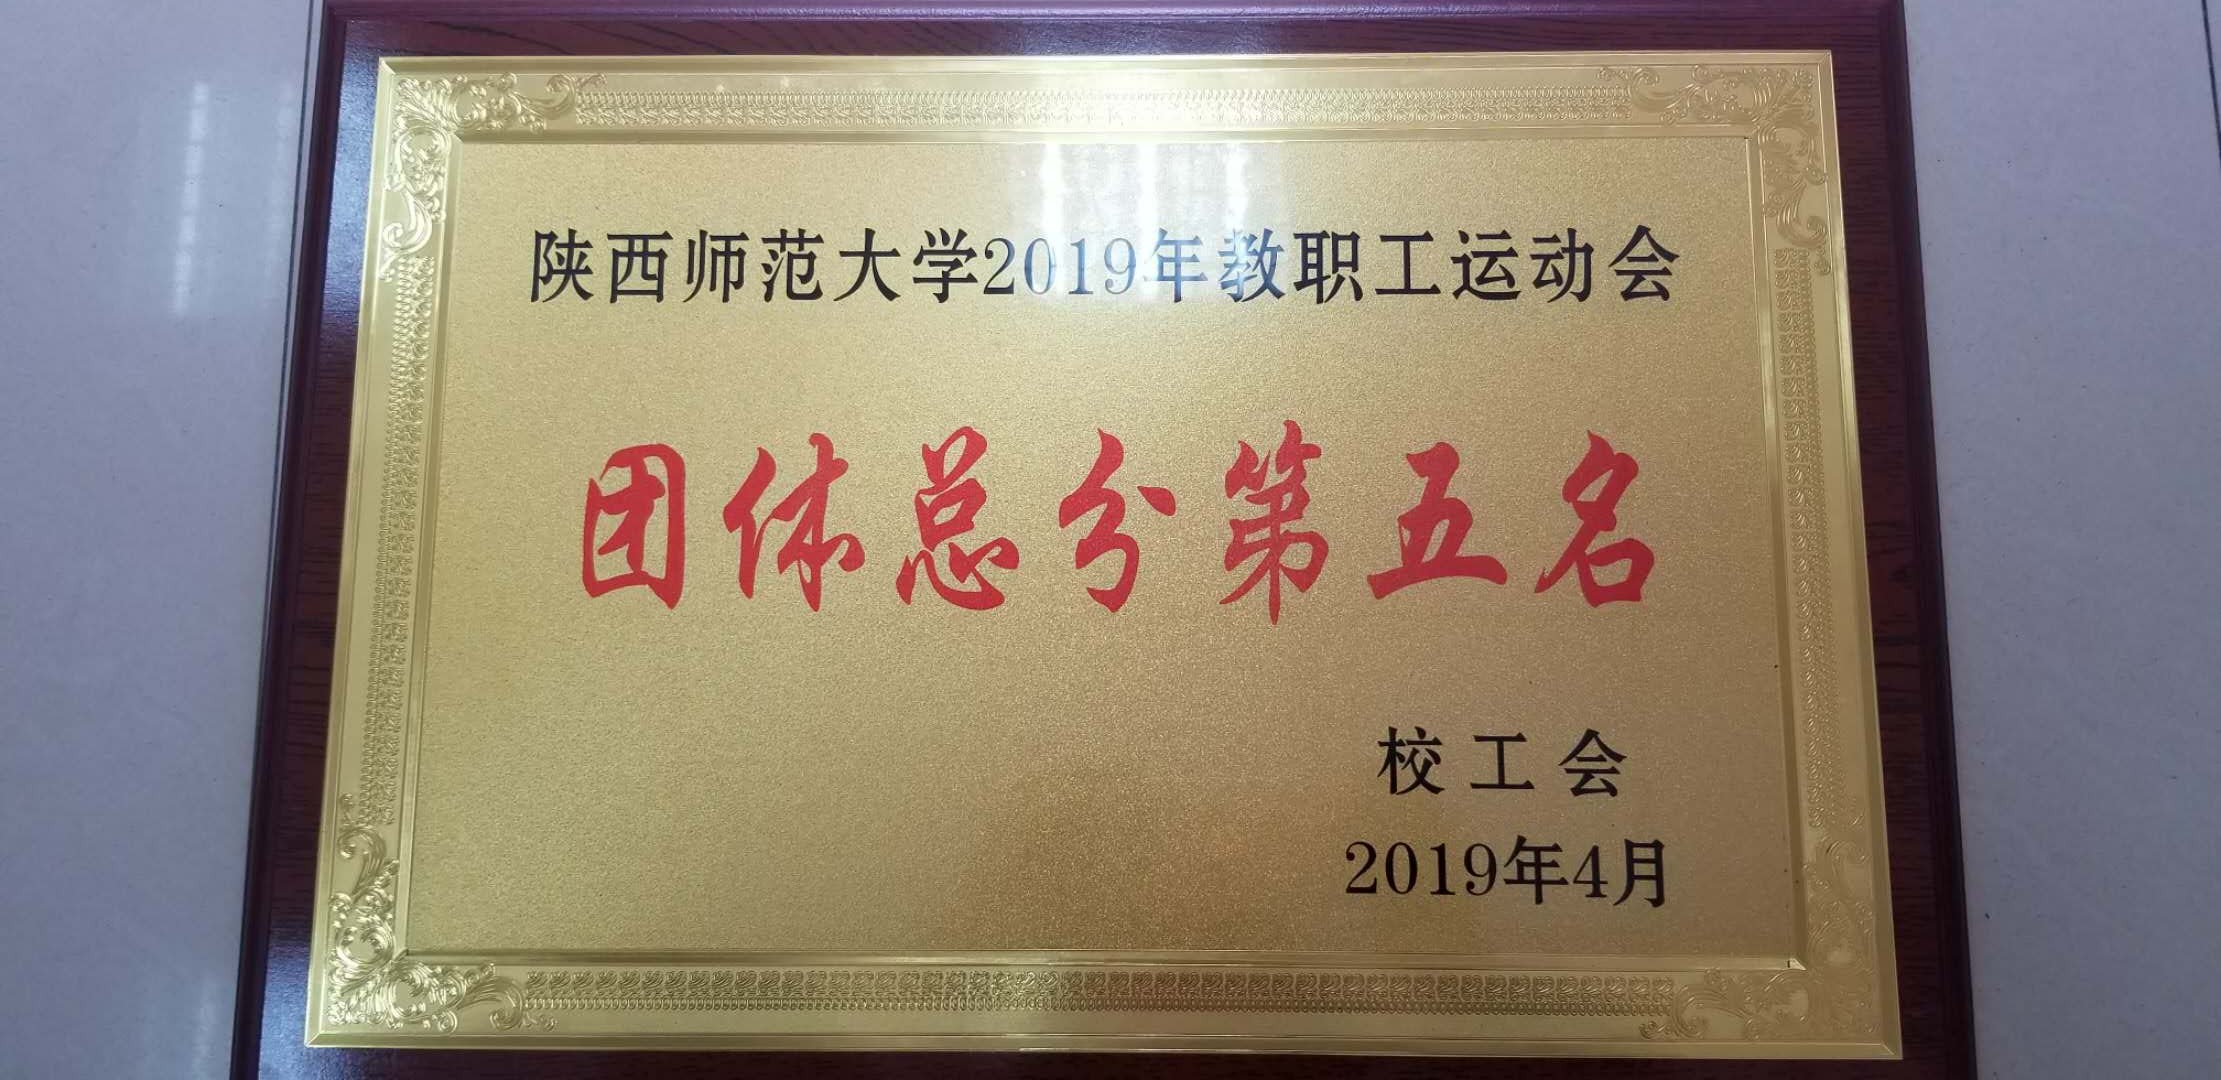 陕西师范大学2019年教职工运动会
团体总分第五名
校工会
2019年4月